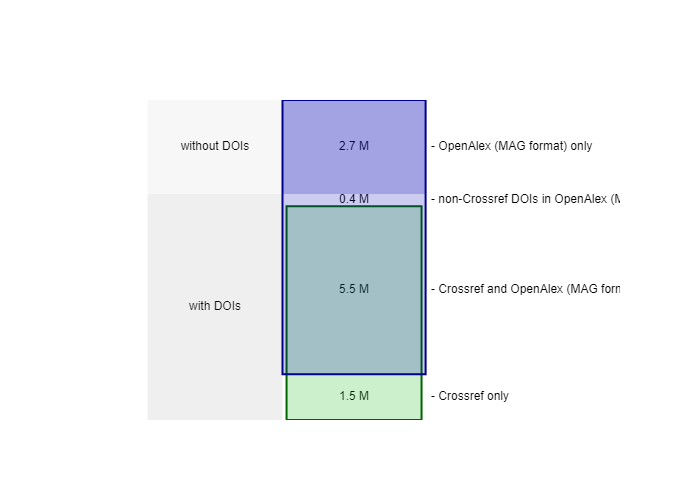 without DOIs
2.7 M
- OpenAlex (MAG format) only
0.4 M
- non-Crossref DOIs in OpenAlex (
with DOIs
5.5 M
- Crossref and OpenAlex (MAG form
1.5 M
- Crossref only